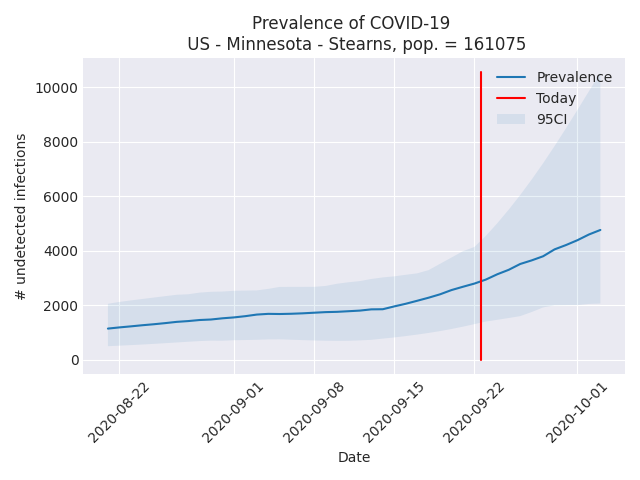 Prevalence of COVID-19
US - Minnesota - Stearns, pop. = 161075
Prevalence
Today
95CI
10000
8000
6000
4000
2000
0
# undetected infections
2020-08-22
2020-09-01
2020-09-08
2020-09-15
2020-09-22
2020-10-01
Date